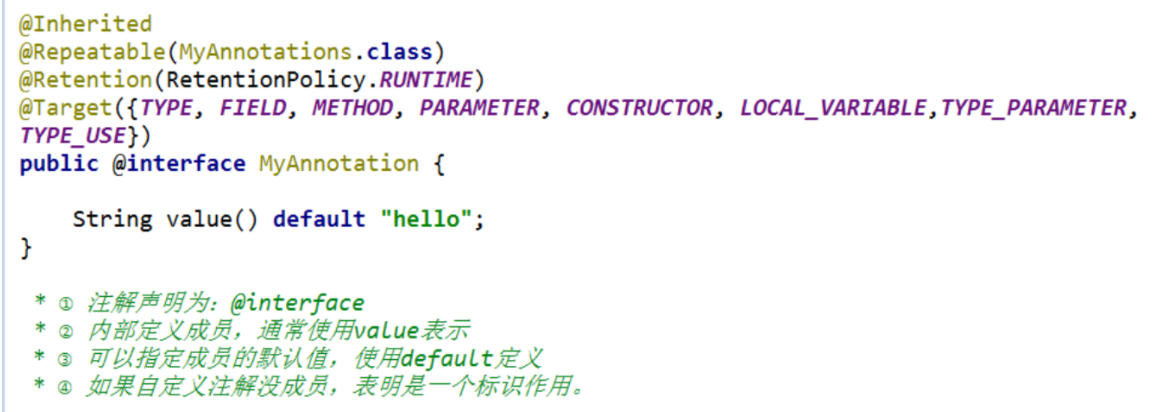 @Inherited
@Repeatable(MyAnnotations.class)
@Retention(RetentionPolicy.RUNTIME)
@Target({TYPE, FIELD, METHOD, PARAMETER, CONSTRUCTOR, LOCAL_VARIABLE,TYPE_PARAMETER,
TYPE_USE})
public @interface MyAnnotation {
    String value() default "hello";
}
* ① 注解声明为：@interface
* ② 内部定义成员，通常使用value表示
* ③ 可以指定成员的默认值，使用default定义
* ④ 如果自定义注解没成员，表明是一个标识作用。